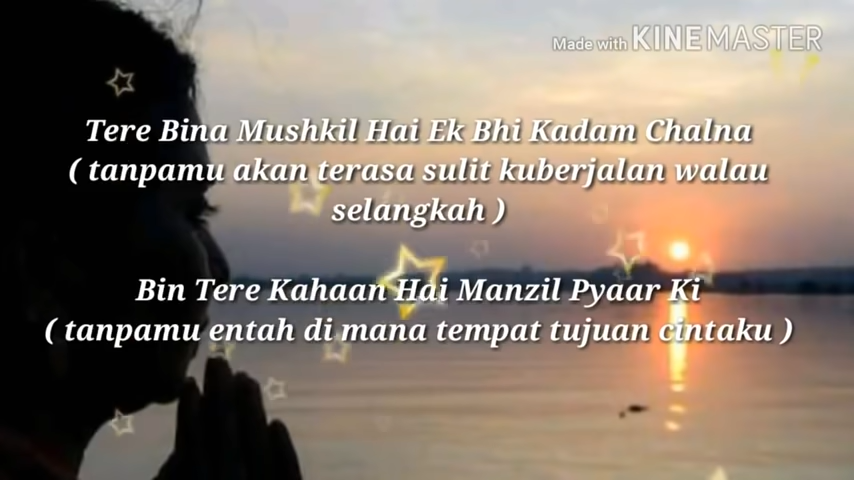 Made with KINEMASTER
Tere Bina Mushkil Hai Ek Bhi Kadam Chalna
( tanpamu akan terasa sulit kuberjalan walau
selangkah )
Bin Tere Kahaan Hai Manzil Pyaar Ki
( tanpamu entah di mana tempat tujuan cintaku )